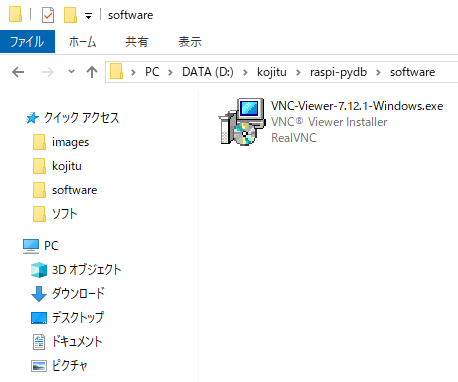 software
ファイル ホーム 共有 表示
PC > DATA (D:) > kojitu > raspi-pydb > software
クイック アクセス
images
kojitu
software
ソフト
PC
3D オブジェクト
ダウンロード
デスクトップ
ドキュメント
ピクチャ
VNC-Viewer-7.12.1-Windows.exe
VNC® Viewer Installer
RealVNC